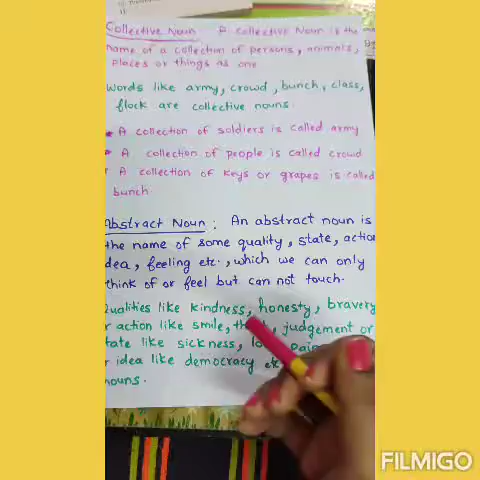 Collective Noun : A Collective Noun is the
name of a collection of persons, animals,
places or things as one.
Words like army, crowd, bunch, class,
flock are collective nouns.
* A collection of soldiers is called army
* A collection of people is called crowd
A collection of keys or grapes is called
bunch.
Abstract Noun : An abstract noun is
the name of some quality, state, action
idea, feeling etc., which we can only
think of or feel but can not touch.
Qualities like kindness, honesty, bravery
or action like smile, judgement or
state like sickness,
or idea like democracy etc
nouns.
FILMIGO